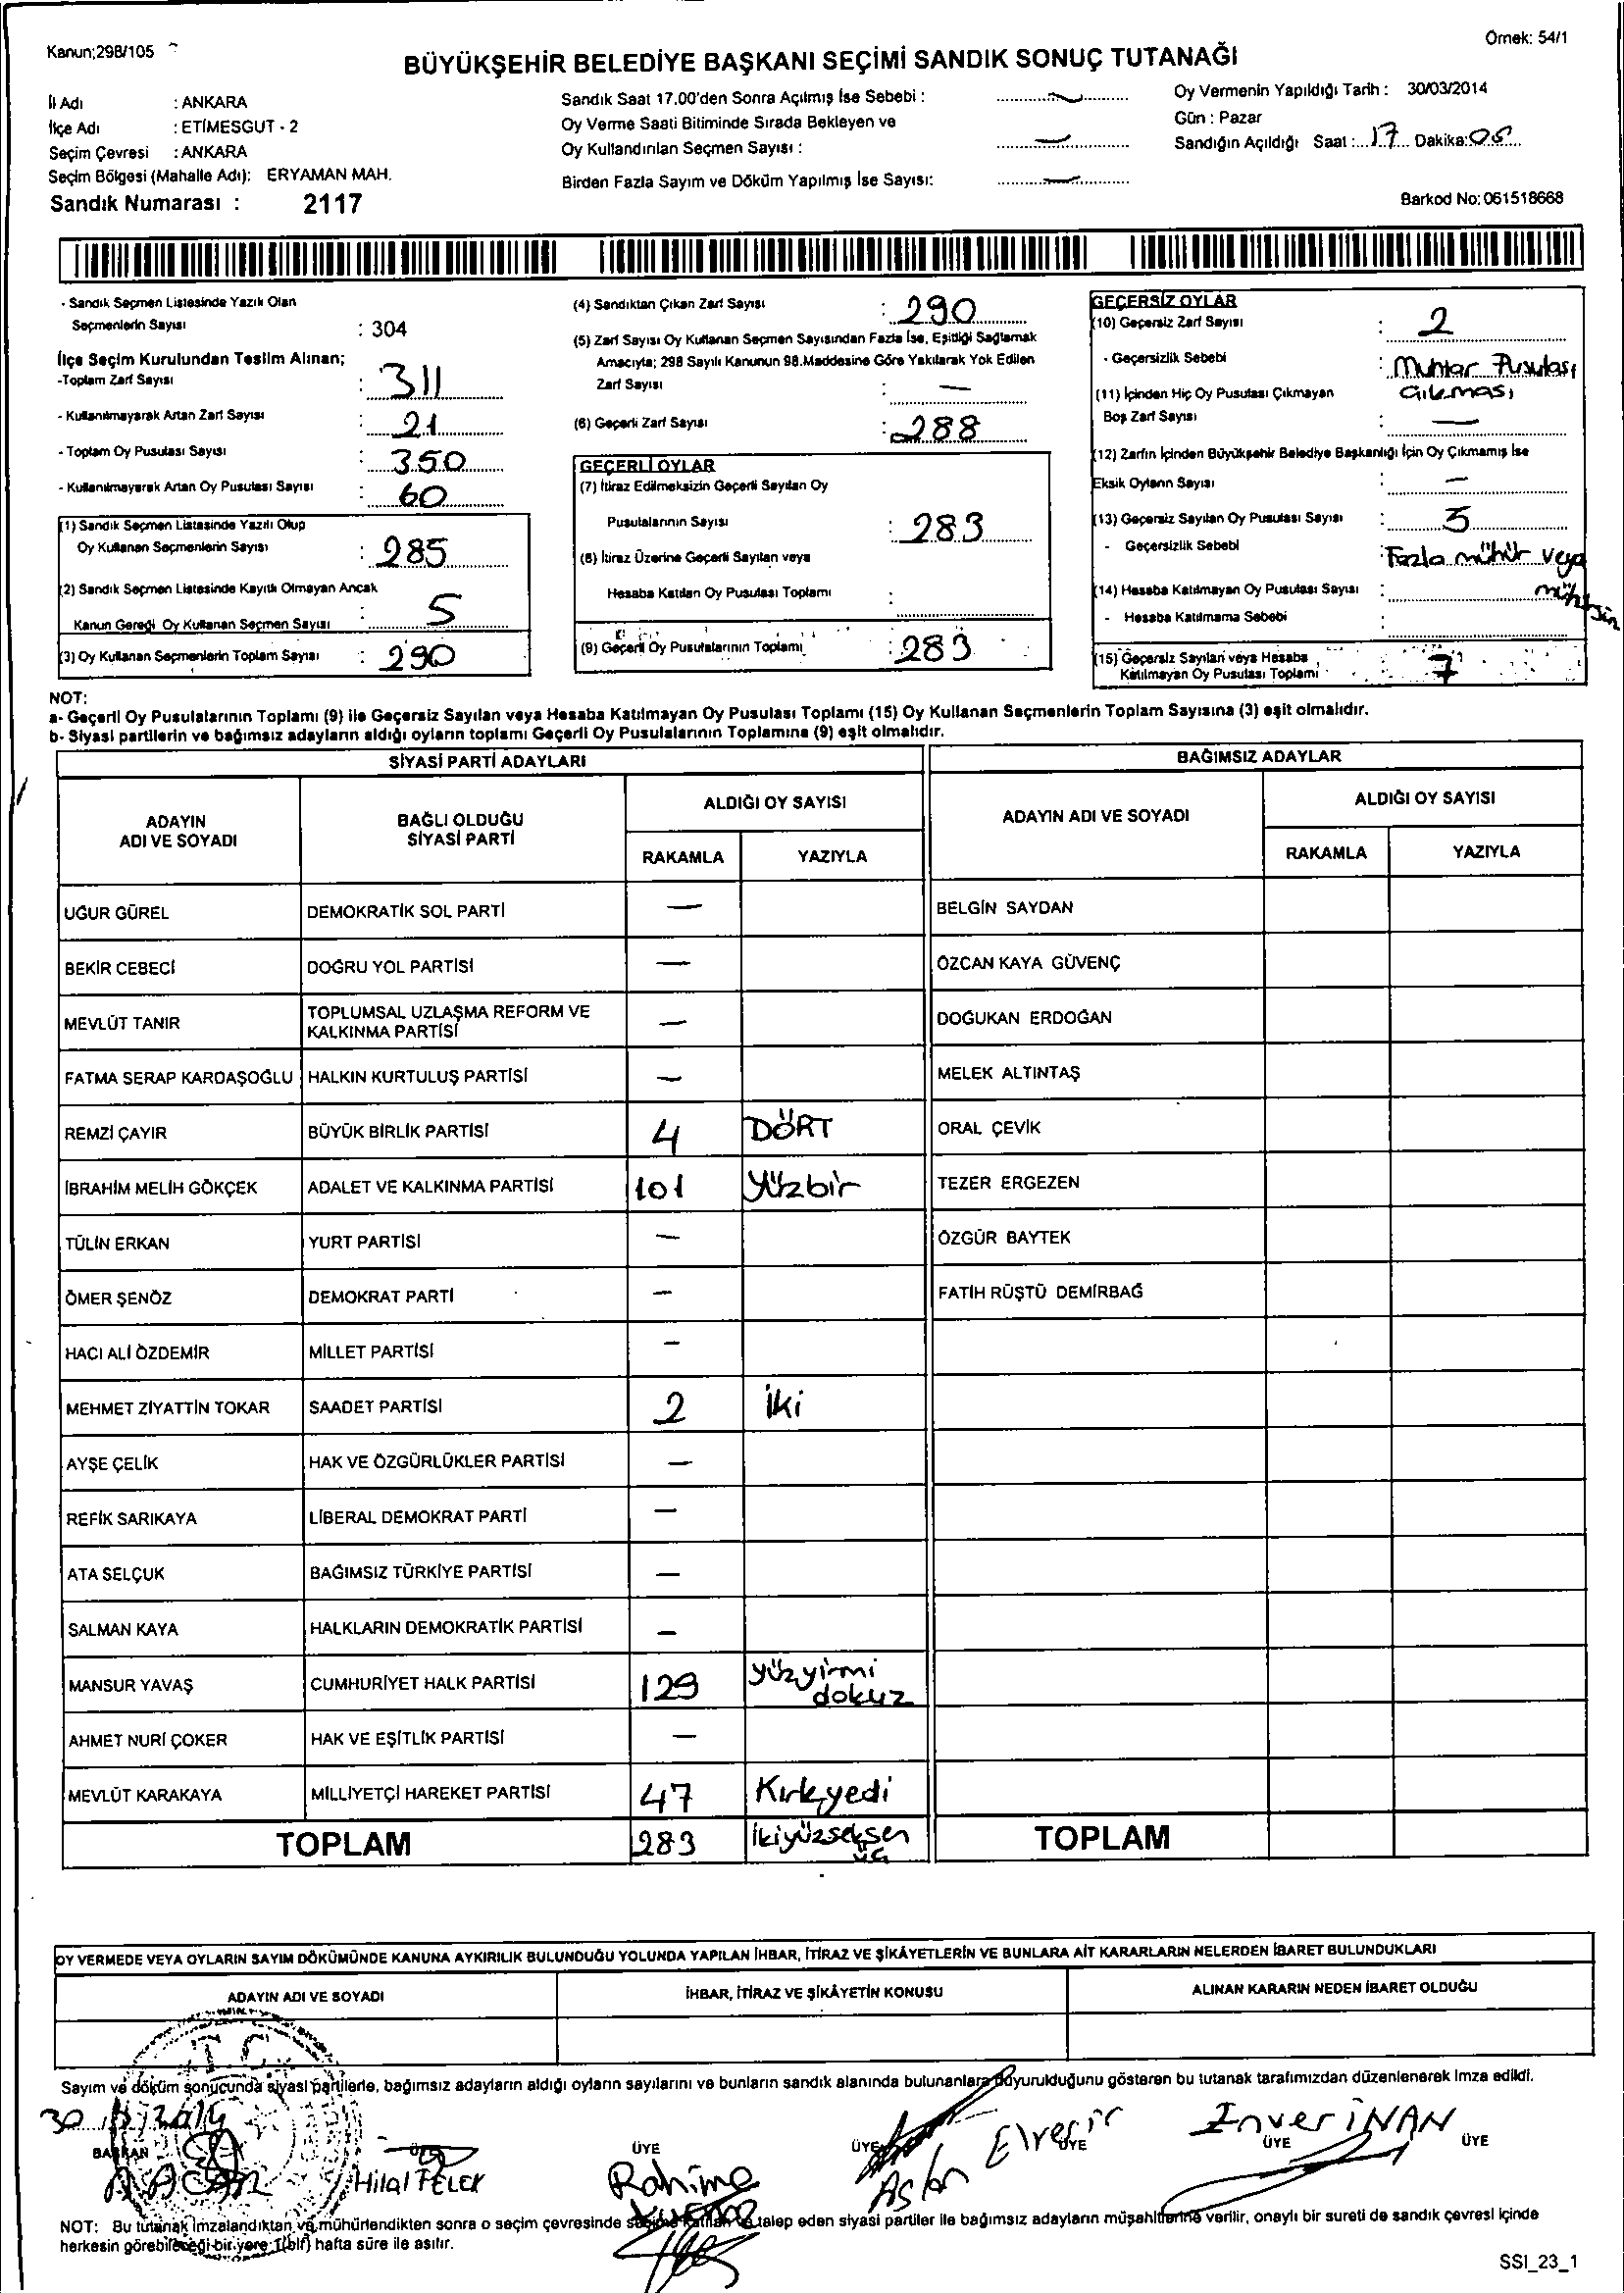 Kanun;298/105
Örnek: 54/1
BÜYÜKŞEHİR BELEDİYE BAŞKANI SEÇİMİ SANDIK SONUÇ TUTANAĞI
İl Adı : ANKARA
İlçe Adı : ETİMESGUT - 2
Seçim Çevresi : ANKARA
Seçim Bölgesi (Mahalle Adı): ERYAMAN MAH.
Sandık Numarası : 2117
Sandık Saat 17.00'den Sonra Açılmış İse Sebebi : —
Oy Verme Saati Bitiminde Sırada Bekleyen ve
Oy Kullandırılan Seçmen Sayısı : —
Birden Fazla Sayım ve Döküm Yapılmış İse Sayısı: —
Oy Vermenin Yapıldığı Tarih : 30/03/2014
Gün : Pazar
Sandığın Açıldığı Saat : 17 Dakika: 05
Barkod No: 061518668
- Sandık Seçmen Listesinde Yazılı Olan
Seçmenlerin Sayısı : 304
İlçe Seçim Kurulundan Teslim Alınan;
-Toplam Zarf Sayısı : 311
- Kullanılmayarak Artan Zarf Sayısı : 21
- Toplam Oy Pusulası Sayısı : 350
- Kullanılmayarak Artan Oy Pusulası Sayısı : 60
(1) Sandık Seçmen Listesinde Yazılı Olup
Oy Kullanan Seçmenlerin Sayısı : 285
(2) Sandık Seçmen Listesinde Kayıtlı Olmayan Ancak
Kanun Gereği Oy Kullanan Seçmen Sayısı : 5
(3) Oy Kullanan Seçmenlerin Toplam Sayısı : 290
(4) Sandıktan Çıkan Zarf Sayısı : 290
(5) Zarf Sayısı Oy Kullanan Seçmen Sayısından Fazla İse, Eşitliği Sağlamak
Amacıyla; 298 Sayılı Kanunun 98.Maddesine Göre Yakılarak Yok Edilen
Zarf Sayısı : —
(6) Geçerli Zarf Sayısı : 288
GEÇERLİ OYLAR
(7) İtiraz Edilmeksizin Geçerli Sayılan Oy
Pusulalarının Sayısı : 283
(8) İtiraz Üzerine Geçerli Sayılan veya
Hesaba Katılan Oy Pusulası Toplamı :
(9) Geçerli Oy Pusulalarının Toplamı : 283
GEÇERSİZ OYLAR
(10) Geçersiz Zarf Sayısı : 2
- Geçersizlik Sebebi : Muhtar Pusulası
çıkması
(11) İçinden Hiç Oy Pusulası Çıkmayan
Boş Zarf Sayısı : —
(12) Zarfın İçinden Büyükşehir Belediye Başkanlığı İçin Oy Çıkmamış İse
Eksik Oyların Sayısı : —
(13) Geçersiz Sayılan Oy Pusulası Sayısı : 5
- Geçersizlik Sebebi : Fazla mühür veya
mühürsüz
(14) Hesaba Katılmayan Oy Pusulası Sayısı :
- Hesaba Katılmama Sebebi :
(15) Geçersiz Sayılan veya Hesaba
Katılmayan Oy Pusulası Toplamı : 7
NOT:
a- Geçerli Oy Pusulalarının Toplamı (9) ile Geçersiz Sayılan veya Hesaba Katılmayan Oy Pusulası Toplamı (15) Oy Kullanan Seçmenlerin Toplam Sayısına (3) eşit olmalıdır.
b- Siyasi partilerin ve bağımsız adayların aldığı oyların toplamı Geçerli Oy Pusulalarının Toplamına (9) eşit olmalıdır.
SİYASİ PARTİ ADAYLARI
ADAYIN
ADI VE SOYADI
BAĞLI OLDUĞU
SİYASİ PARTİ
ALDIĞI OY SAYISI
RAKAMLA YAZIYLA
UĞUR GÜREL DEMOKRATİK SOL PARTİ —
BEKİR CEBECİ DOĞRU YOL PARTİSİ —
MEVLÜT TANIR TOPLUMSAL UZLAŞMA REFORM VE
KALKINMA PARTİSİ —
FATMA SERAP KARDAŞOĞLU HALKIN KURTULUŞ PARTİSİ —
REMZİ ÇAYIR BÜYÜK BİRLİK PARTİSİ 4 DÖRT
İBRAHİM MELİH GÖKÇEK ADALET VE KALKINMA PARTİSİ 101 Yüzbir
TÜLİN ERKAN YURT PARTİSİ —
ÖMER ŞENÖZ DEMOKRAT PARTİ —
HACI ALİ ÖZDEMİR MİLLET PARTİSİ —
MEHMET ZİYATTİN TOKAR SAADET PARTİSİ 2 İki
AYŞE ÇELİK HAK VE ÖZGÜRLÜKLER PARTİSİ —
REFİK SARIKAYA LİBERAL DEMOKRAT PARTİ —
ATA SELÇUK BAĞIMSIZ TÜRKİYE PARTİSİ —
SALMAN KAYA HALKLARIN DEMOKRATİK PARTİSİ —
MANSUR YAVAŞ CUMHURİYET HALK PARTİSİ 129 yüzyirmi
dokuz
AHMET NURİ ÇOKER HAK VE EŞİTLİK PARTİSİ —
MEVLÜT KARAKAYA MİLLİYETÇİ HAREKET PARTİSİ 47 Kırkyedi
TOPLAM 283 İkiyüzseksen
üç
BAĞIMSIZ ADAYLAR
ADAYIN ADI VE SOYADI
ALDIĞI OY SAYISI
RAKAMLA YAZIYLA
BELGİN SAYDAN
ÖZCAN KAYA GÜVENÇ
DOĞUKAN ERDOĞAN
MELEK ALTINTAŞ
ORAL ÇEVİK
TEZER ERGEZEN
ÖZGÜR BAYTEK
FATİH RÜŞTÜ DEMİRBAĞ
TOPLAM
OY VERMEDE VEYA OYLARIN SAYIM DÖKÜMÜNDE KANUNA AYKIRILIK BULUNDUĞU YOLUNDA YAPILAN İHBAR, İTİRAZ VE ŞİKÂYETLERİN VE BUNLARA AİT KARARLARIN NELERDEN İBARET BULUNDUKLARI
ADAYIN ADI VE SOYADI
İHBAR, İTİRAZ VE ŞİKÂYETİN KONUSU
ALINAN KARARIN NEDEN İBARET OLDUĞU
T.C.
Sayım ve döküm sonucunda siyasi partilerle, bağımsız adayların aldığı oyların sayılarını ve bunların sandık alanında bulunanlara duyurulduğunu gösteren bu tutanak tarafımızdan düzenlenerek imza edildi.
BAŞKAN ÜYE ÜYE ÜYE ÜYE ÜYE ÜYE
Hilal
Rahime
Aslan
Enver İNAN
NOT: Bu tutanak imzalandıktan ve mühürlendikten sonra o seçim çevresinde seçime katılan ve talep eden siyasi partiler ile bağımsız adayların müşahitlerine verilir, onaylı bir sureti de sandık çevresi içinde
herkesin görebileceği bir yere 1(bir) hafta süre ile asılır.
SSI_23_1